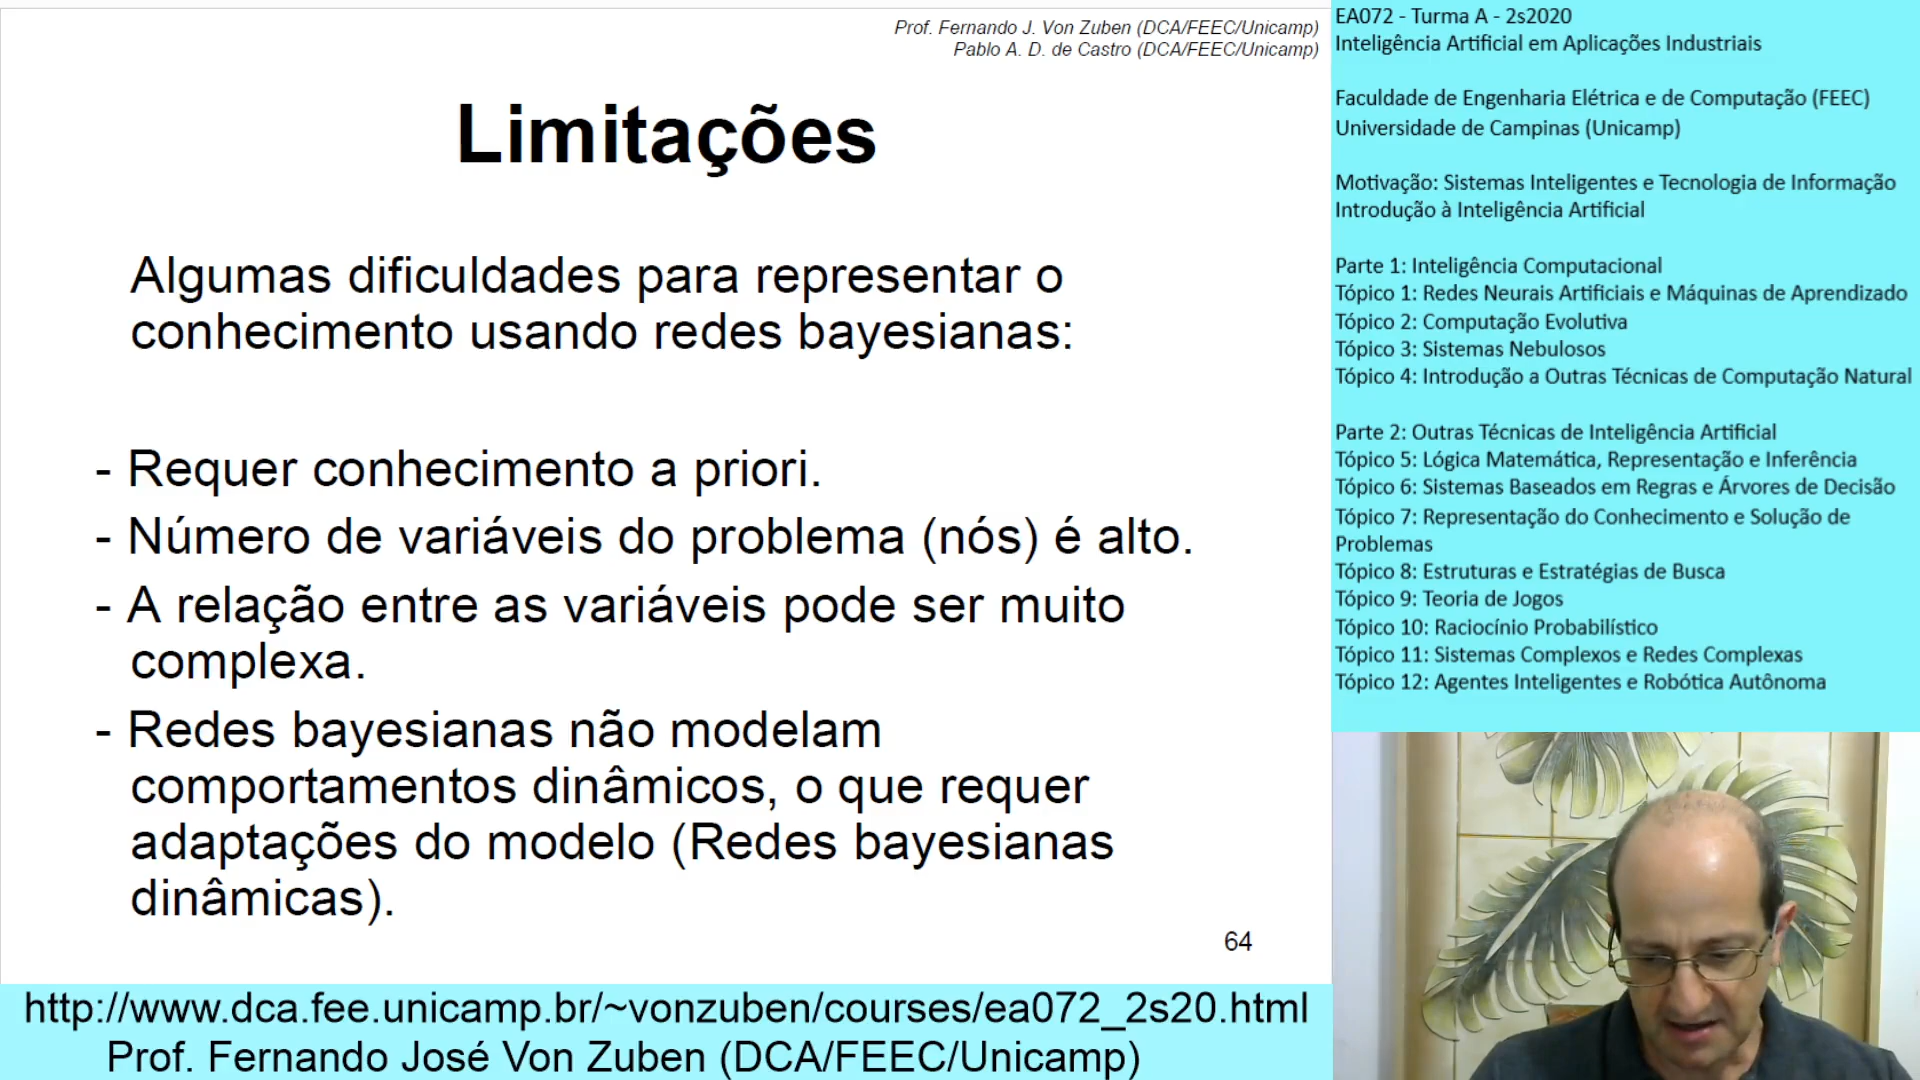 Prof. Fernando J. Von Zuben (DCA/FEEC/Unicamp)
Pablo A. D. de Castro (DCA/FEEC/Unicamp)
Limitações
Algumas dificuldades para representar o
conhecimento usando redes bayesianas:
- Requer conhecimento a priori.
- Número de variáveis do problema (nós) é alto.
- A relação entre as variáveis pode ser muito
complexa.
- Redes bayesianas não modelam
comportamentos dinâmicos, o que requer
adaptações do modelo (Redes bayesianas
dinâmicas).
64
http://www.dca.fee.unicamp.br/~vonzuben/courses/ea072_2s20.html
Prof. Fernando José Von Zuben (DCA/FEEC/Unicamp)
EA072 - Turma A - 2s2020
Inteligência Artificial em Aplicações Industriais
Faculdade de Engenharia Elétrica e de Computação (FEEC)
Universidade de Campinas (Unicamp)
Motivação: Sistemas Inteligentes e Tecnologia de Informação
Introdução à Inteligência Artificial
Parte 1: Inteligência Computacional
Tópico 1: Redes Neurais Artificiais e Máquinas de Aprendizado
Tópico 2: Computação Evolutiva
Tópico 3: Sistemas Nebulosos
Tópico 4: Introdução a Outras Técnicas de Computação Natural
Parte 2: Outras Técnicas de Inteligência Artificial
Tópico 5: Lógica Matemática, Representação e Inferência
Tópico 6: Sistemas Baseados em Regras e Árvores de Decisão
Tópico 7: Representação do Conhecimento e Solução de
Problemas
Tópico 8: Estruturas e Estratégias de Busca
Tópico 9: Teoria de Jogos
Tópico 10: Raciocínio Probabilístico
Tópico 11: Sistemas Complexos e Redes Complexas
Tópico 12: Agentes Inteligentes e Robótica Autônoma